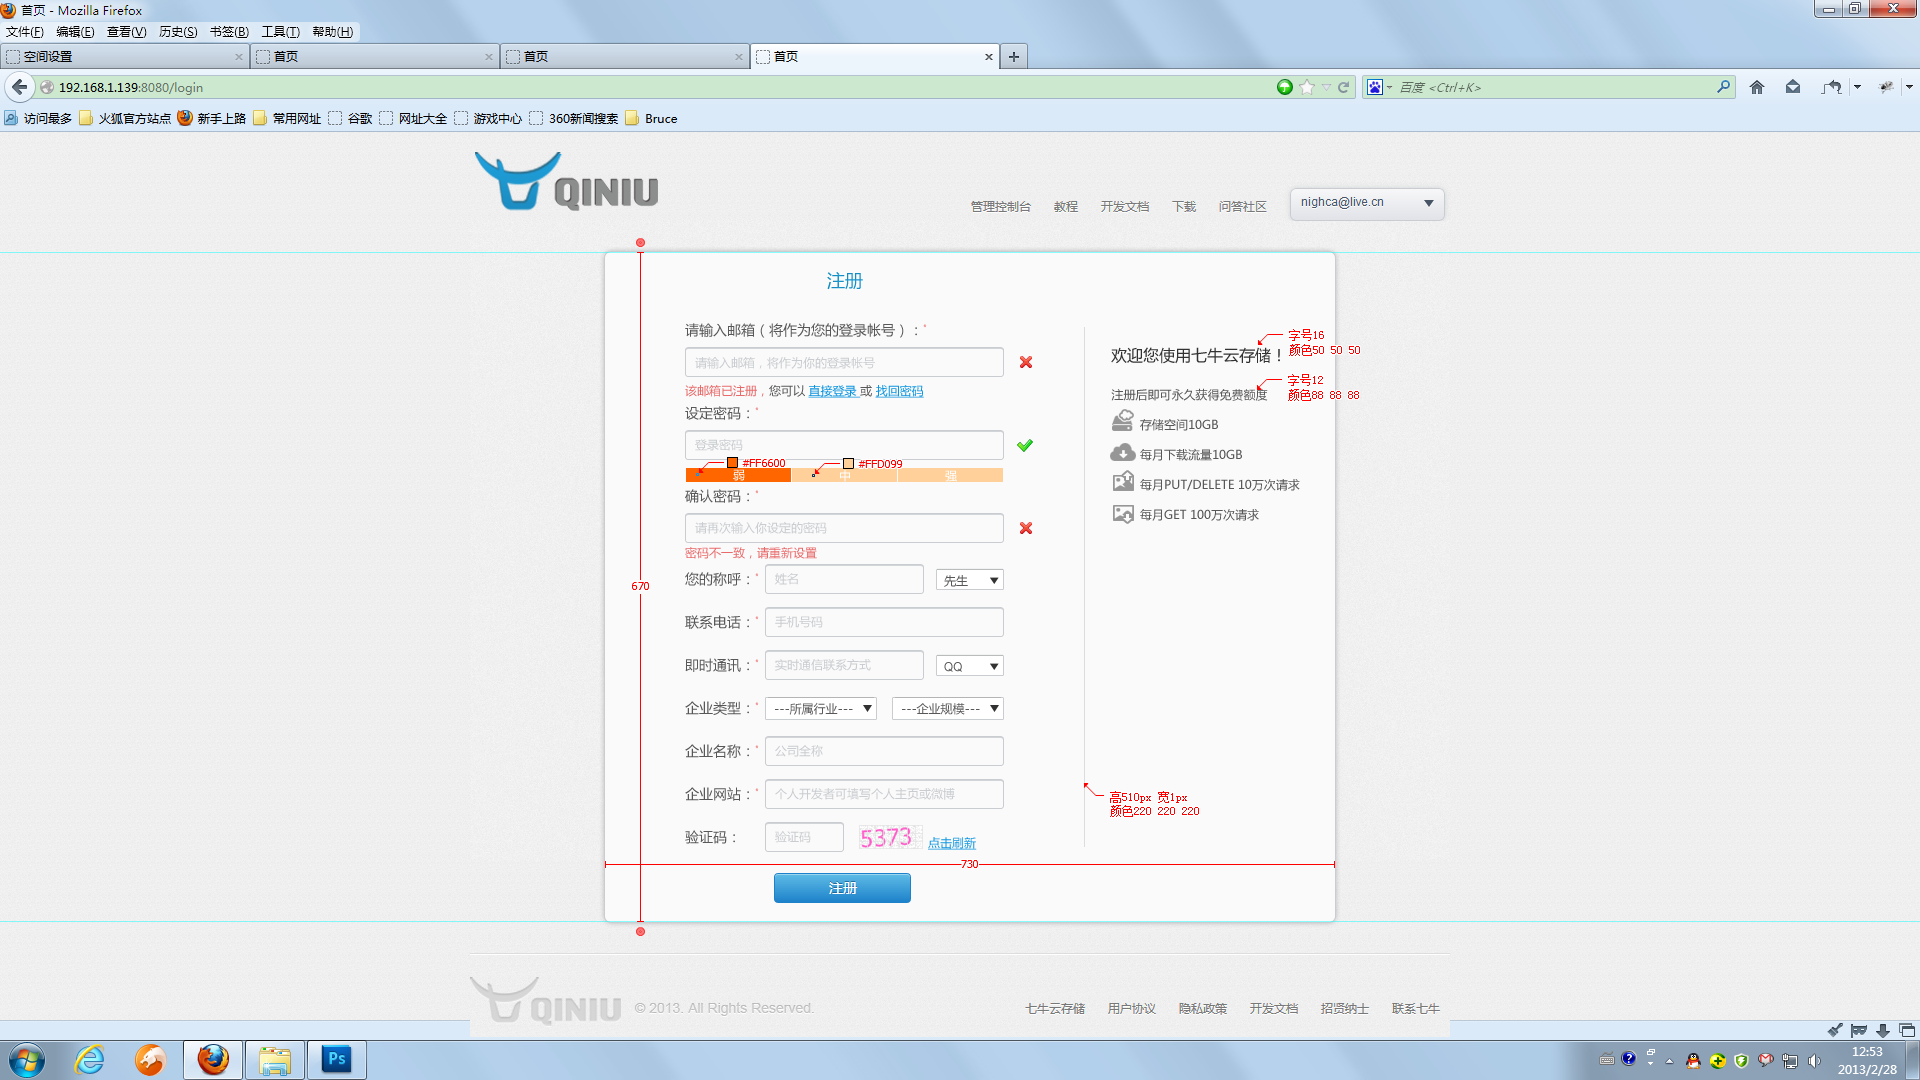 首页 - Mozilla Firefox
文件(F) 编辑(E) 查看(V) 历史(S) 书签(B) 工具(T) 帮助(H)
空间设置 首页 首页 首页
192.168.1.139:8080/login 百度 <Ctrl+K>
访问最多 火狐官方站点 新手上路 常用网址 谷歌 网址大全 游戏中心 360新闻搜索 Bruce
QINIU
管理控制台 教程 开发文档 下载 问答社区 nighca@live.cn
注册
请输入邮箱（将作为您的登录帐号）：*
请输入邮箱，将作为你的登录帐号
该邮箱已注册，您可以 直接登录 或 找回密码
设定密码：*
登录密码
#FF6600 #FFD099
弱 中 强
确认密码：*
请再次输入你设定的密码
密码不一致，请重新设置
您的称呼：* 姓名 先生
联系电话：* 手机号码
即时通讯：* 实时通信联系方式 QQ
企业类型：* ---所属行业--- ---企业规模---
企业名称：* 公司全称
企业网站：* 个人开发者可填写个人主页或微博
验证码： 验证码 5373 点击刷新
注册
670
730
字号16
颜色50 50 50
欢迎您使用七牛云存储！
字号12
颜色88 88 88
注册后即可永久获得免费额度
存储空间10GB
每月下载流量10GB
每月PUT/DELETE 10万次请求
每月GET 100万次请求
高510px 宽1px
颜色220 220 220
QINIU © 2013. All Rights Reserved.
七牛云存储 用户协议 隐私政策 开发文档 招贤纳士 联系七牛
Ps
12:53
2013/2/28